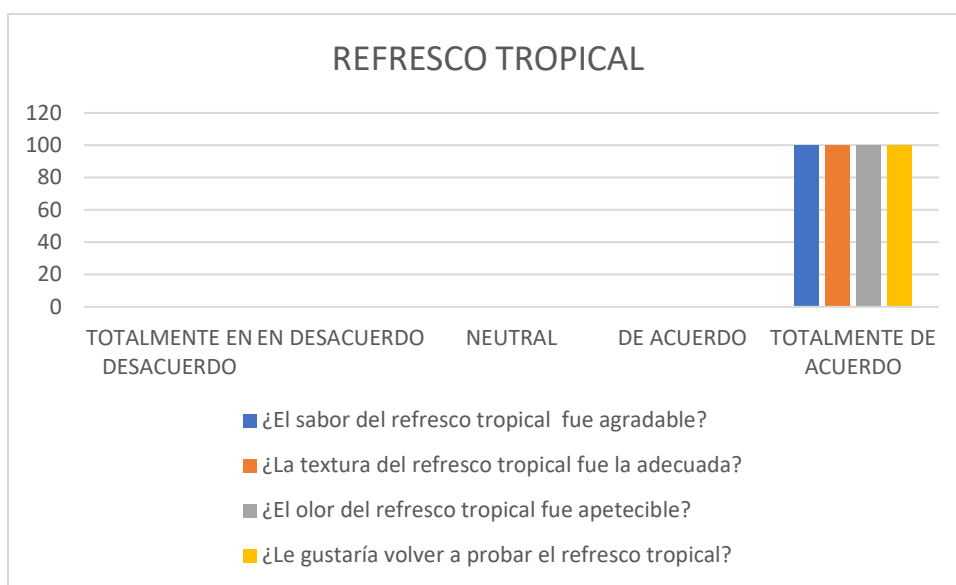 REFRESCO TROPICAL
120
100
80
60
40
20
0
TOTALMENTE EN DESACUERDO
EN DESACUERDO
NEUTRAL
DE ACUERDO
TOTALMENTE DE ACUERDO
¿El sabor del refresco tropical  fue agradable?
¿La textura del refresco tropical fue la adecuada?
¿El olor del refresco tropical fue apetecible?
¿Le gustaría volver a probar el refresco tropical?